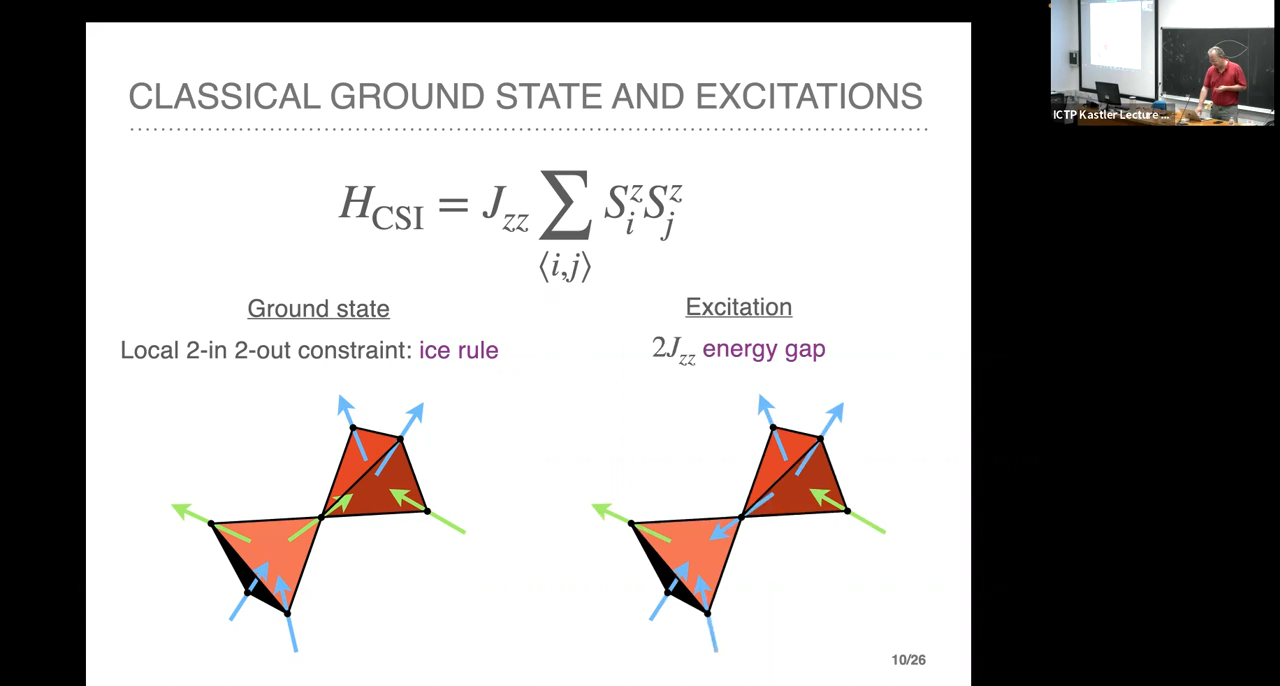 CLASSICAL GROUND STATE AND EXCITATIONS
H_CSI = J_zz ∑_⟨i,j⟩ S_i^z S_j^z
Ground state
Local 2-in 2-out constraint: ice rule
Excitation
2J_zz energy gap
10/26
ICTP Kastler Lecture ...